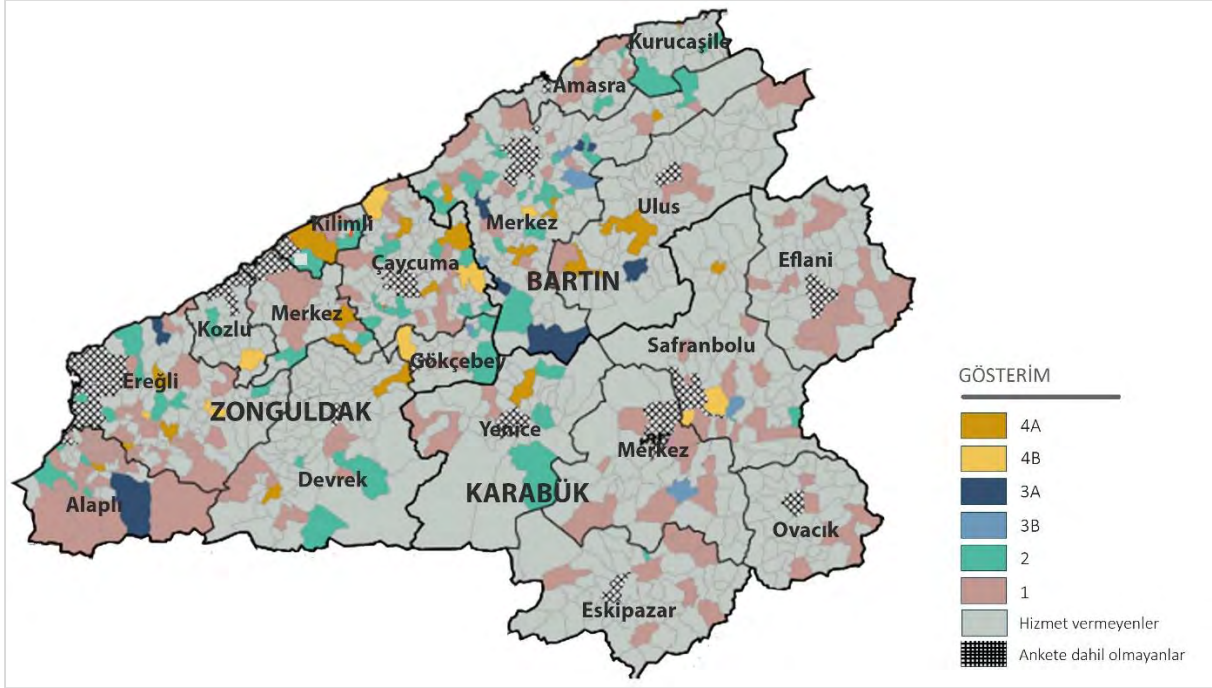 Kurucaşile
Amasra
Ulus
Merkez
Kilimli
Eflani
Çaycuma
BARTIN
Merkez
Kozlu
Safranbolu
Gökçebey
Ereğli
ZONGULDAK
Yenice
Merkez
Devrek
KARABÜK
Alaplı
Ovacık
Eskipazar
GÖSTERİM
4A
4B
3A
3B
2
1
Hizmet vermeyenler
Ankete dahil olmayanlar